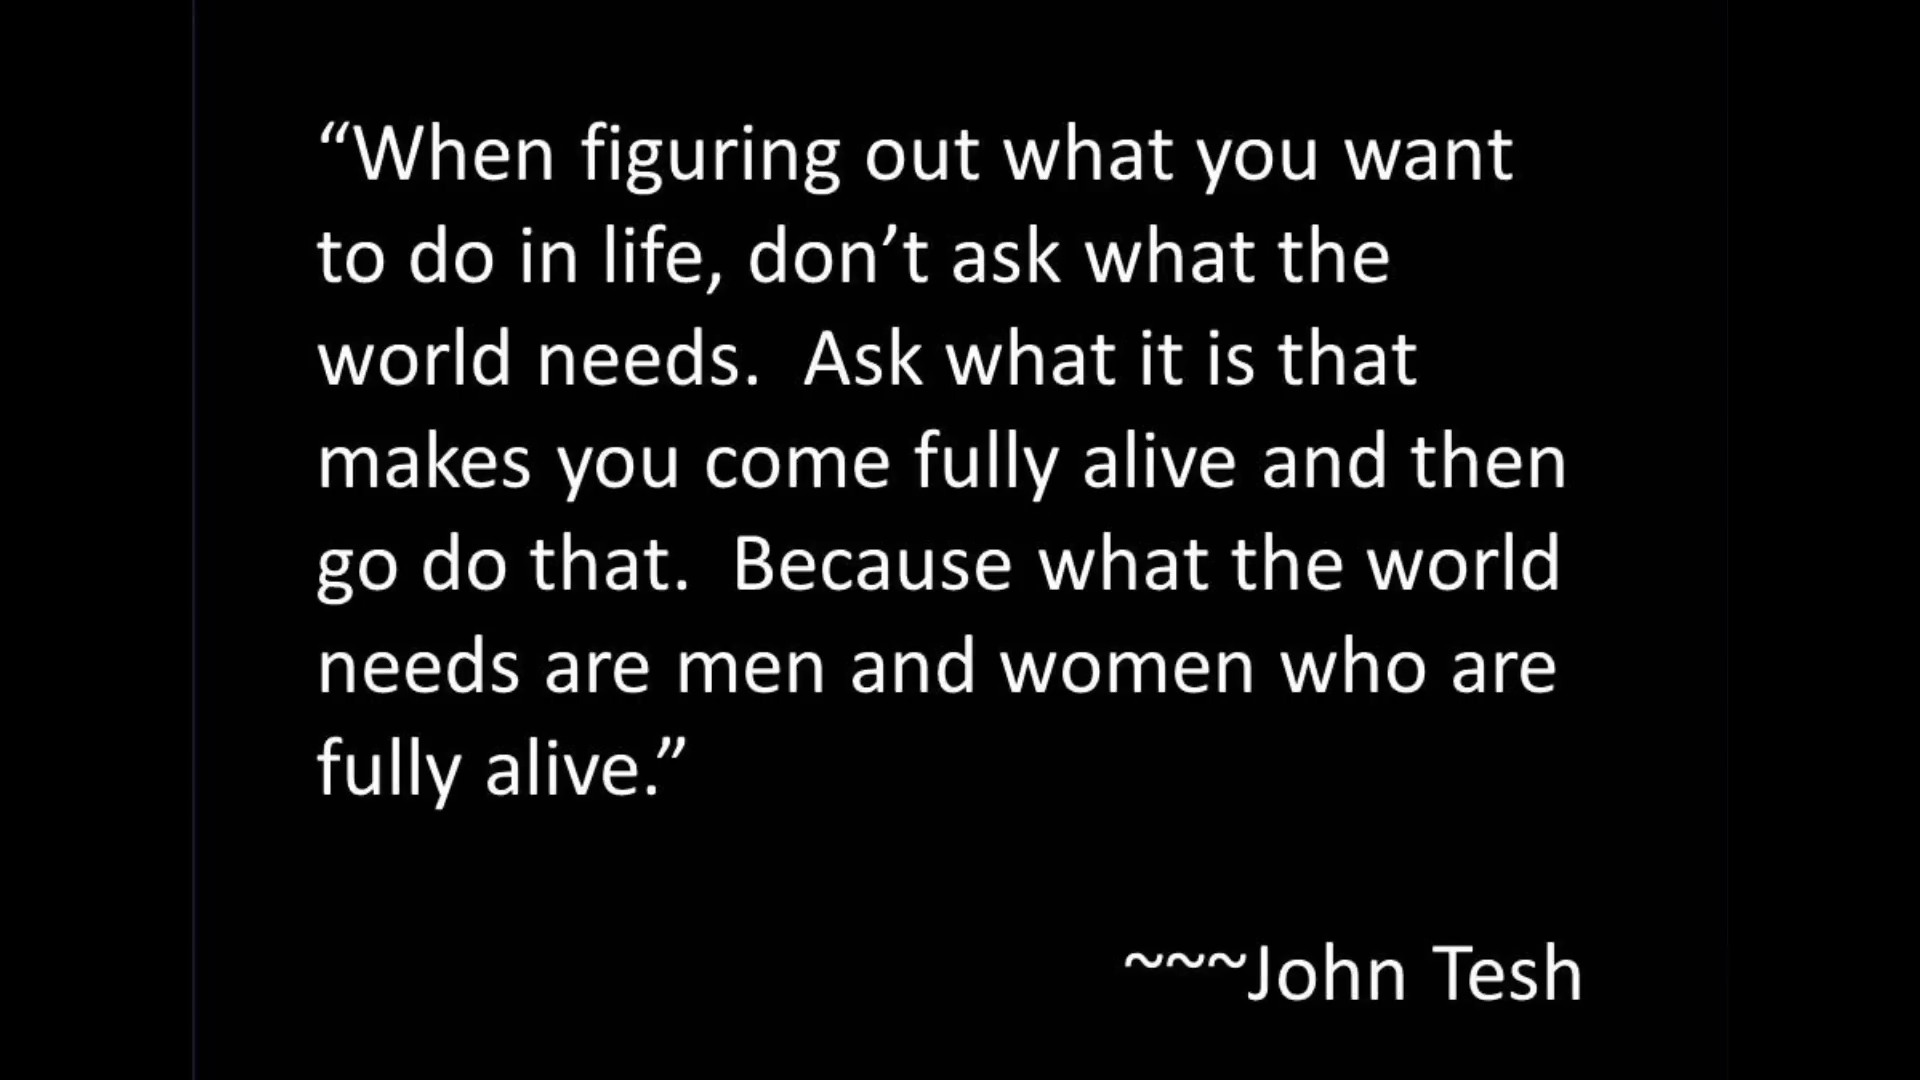 “When figuring out what you want
to do in life, don’t ask what the
world needs.  Ask what it is that
makes you come fully alive and then
go do that.  Because what the world
needs are men and women who are
fully alive.”
~~~John Tesh